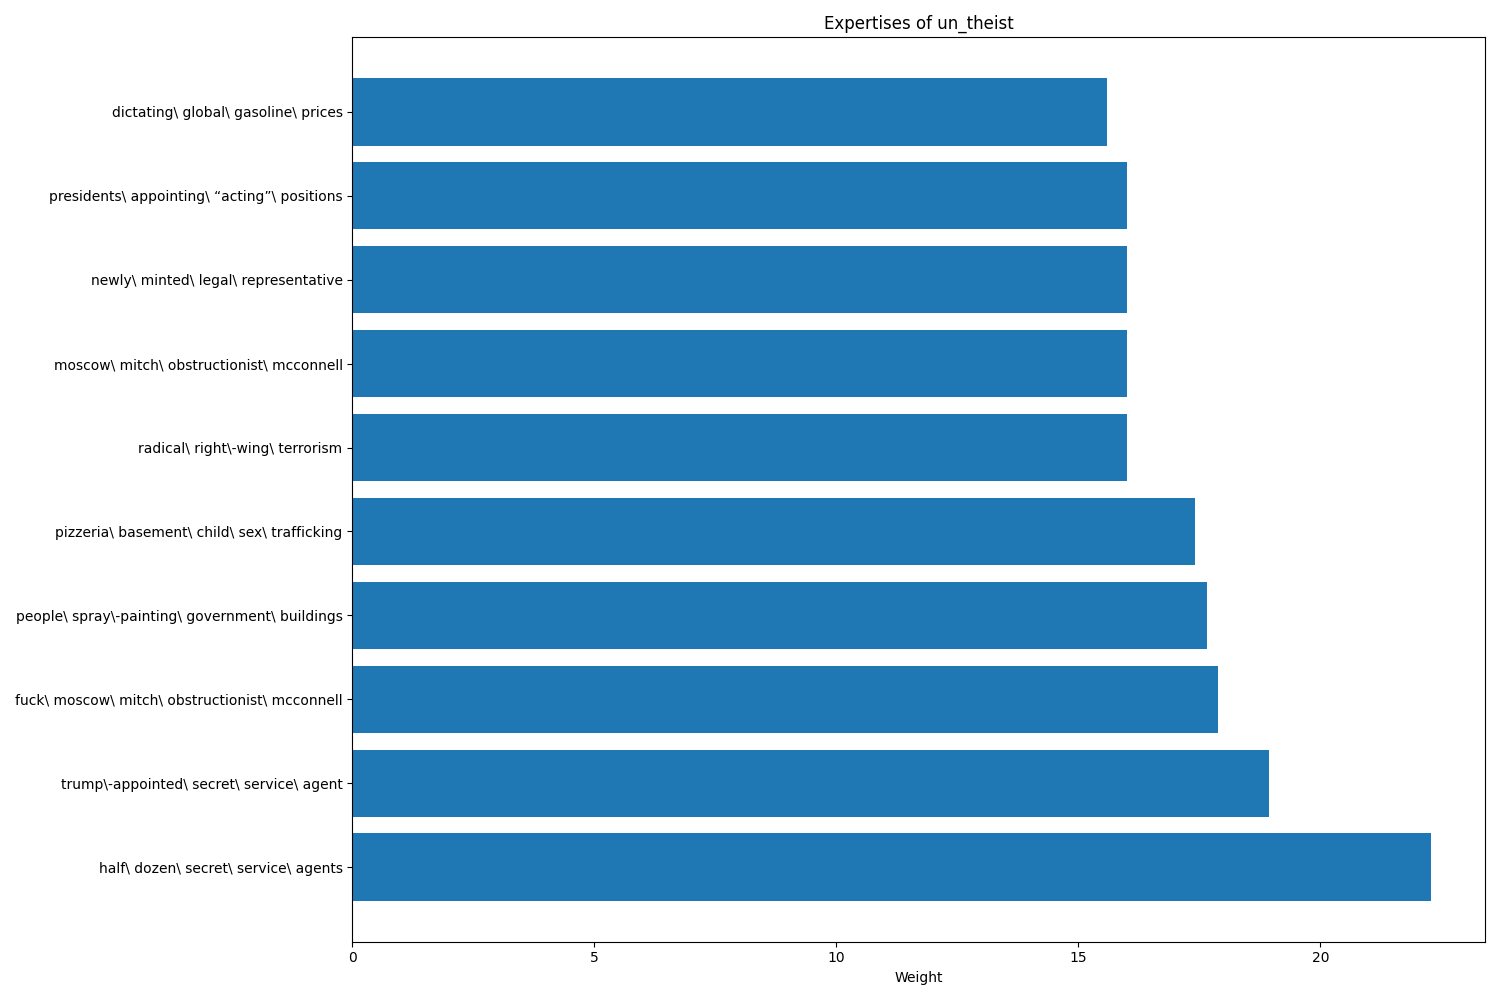 Expertises of un_theist
dictating\ global\ gasoline\ prices
presidents\ appointing\ “acting”\ positions
newly\ minted\ legal\ representative
moscow\ mitch\ obstructionist\ mcconnell
radical\ right\-wing\ terrorism
pizzeria\ basement\ child\ sex\ trafficking
people\ spray\-painting\ government\ buildings
fuck\ moscow\ mitch\ obstructionist\ mcconnell
trump\-appointed\ secret\ service\ agent
half\ dozen\ secret\ service\ agents
0 5 10 15 20
Weight